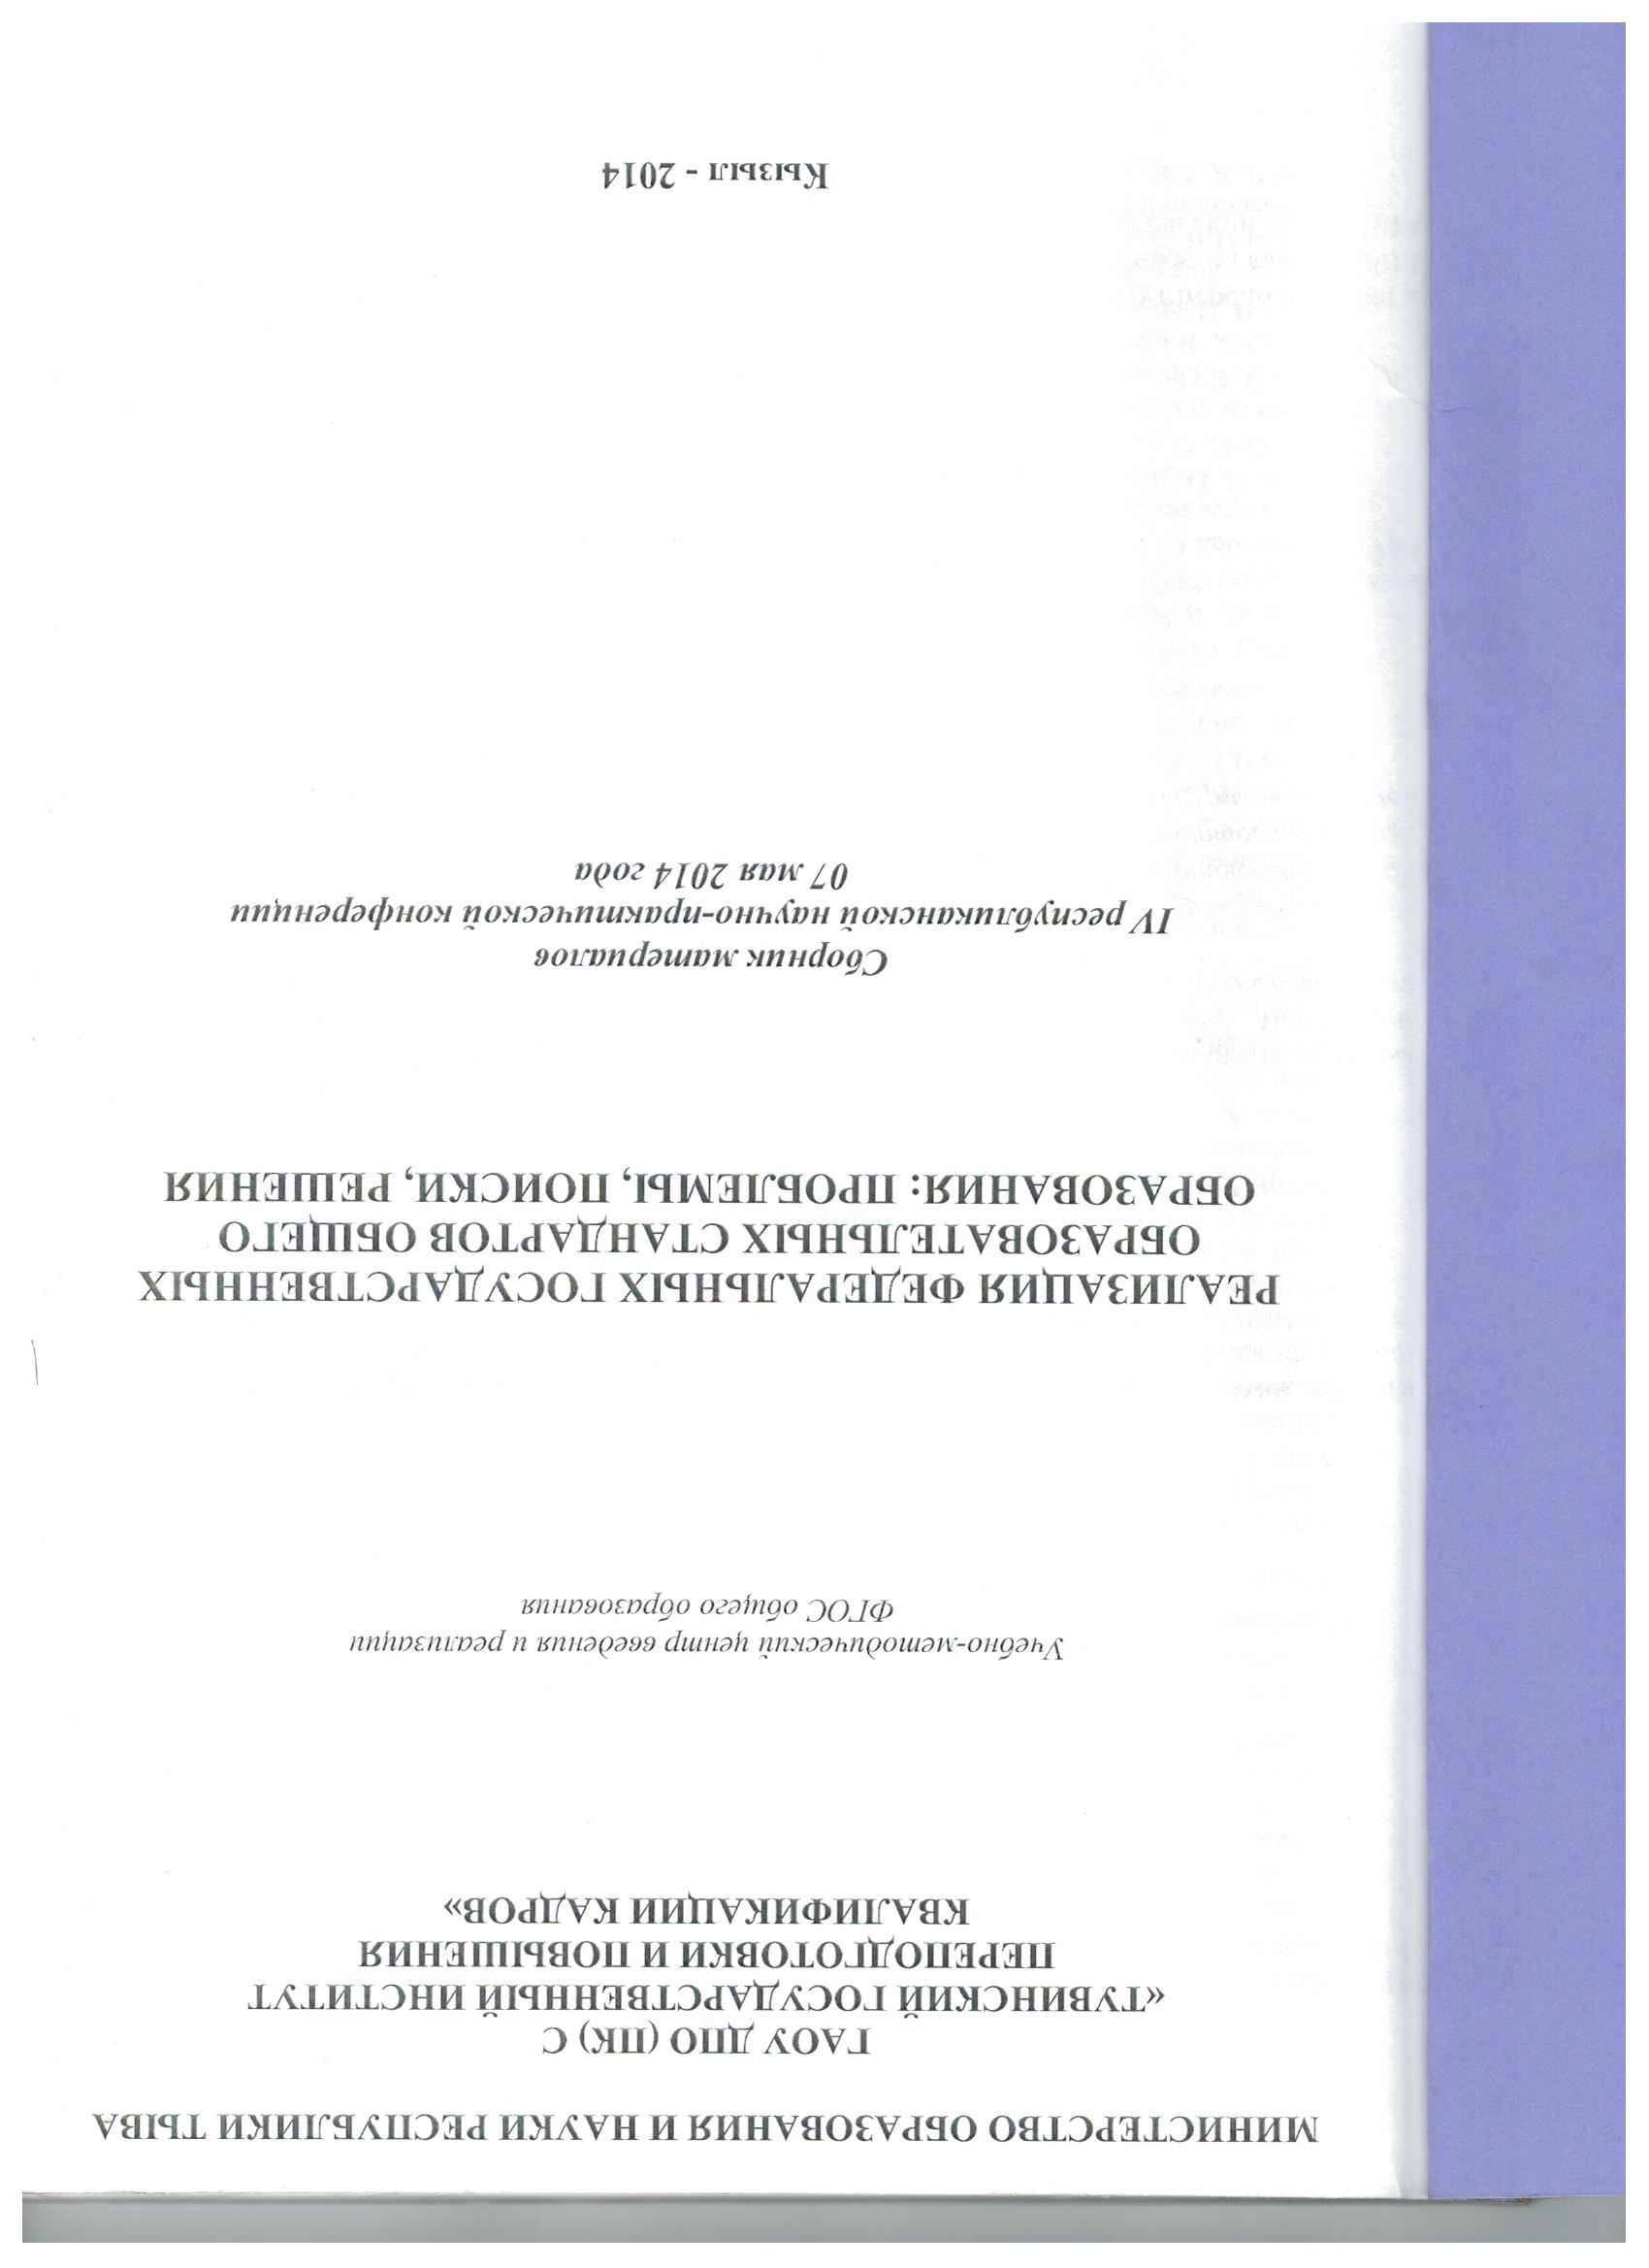 МИНИСТЕРСТВО ОБРАЗОВАНИЯ И НАУКИ РЕСПУБЛИКИ ТЫВА
ГАОУ ДПО (ПК) С
«ТУВИНСКИЙ ГОСУДАРСТВЕННЫЙ ИНСТИТУТ
ПЕРЕПОДГОТОВКИ И ПОВЫШЕНИЯ
КВАЛИФИКАЦИИ КАДРОВ»
Учебно-методический центр введения и реализации
ФГОС общего образования
РЕАЛИЗАЦИЯ ФЕДЕРАЛЬНЫХ ГОСУДАРСТВЕННЫХ
ОБРАЗОВАТЕЛЬНЫХ СТАНДАРТОВ ОБЩЕГО
ОБРАЗОВАНИЯ: ПРОБЛЕМЫ, ПОИСКИ, РЕШЕНИЯ
Сборник материалов
IV республиканской научно-практической конференции
07 мая 2014 года
Кызыл - 2014